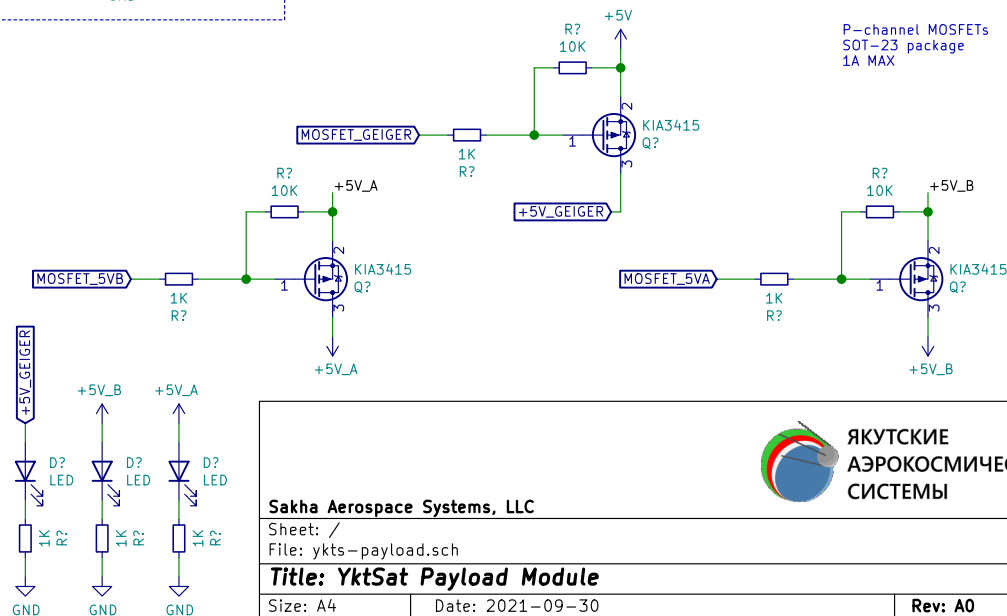 +5V
P-channel MOSFETs
SOT-23 package
1A MAX
R?
10K
MOSFET_GEIGER
1K
R?
1
2
3
KIA3415
Q?
+5V_GEIGER
R?
10K
+5V_A
MOSFET_5VB
1K
R?
1
2
3
KIA3415
Q?
+5V_A
R?
10K
+5V_B
MOSFET_5VA
1K
R?
1
2
3
KIA3415
Q?
+5V_B
+5V_GEIGER
+5V_B
+5V_A
D?
LED
D?
LED
D?
LED
1K
R?
1K
R?
1K
R?
GND
GND
GND
ЯКУТСКИЕ
АЭРОКОСМИЧЕС
СИСТЕМЫ
Sakha Aerospace Systems, LLC
Sheet: /
File: ykts-payload.sch
Title: YktSat Payload Module
Size: A4
Date: 2021-09-30
Rev: A0